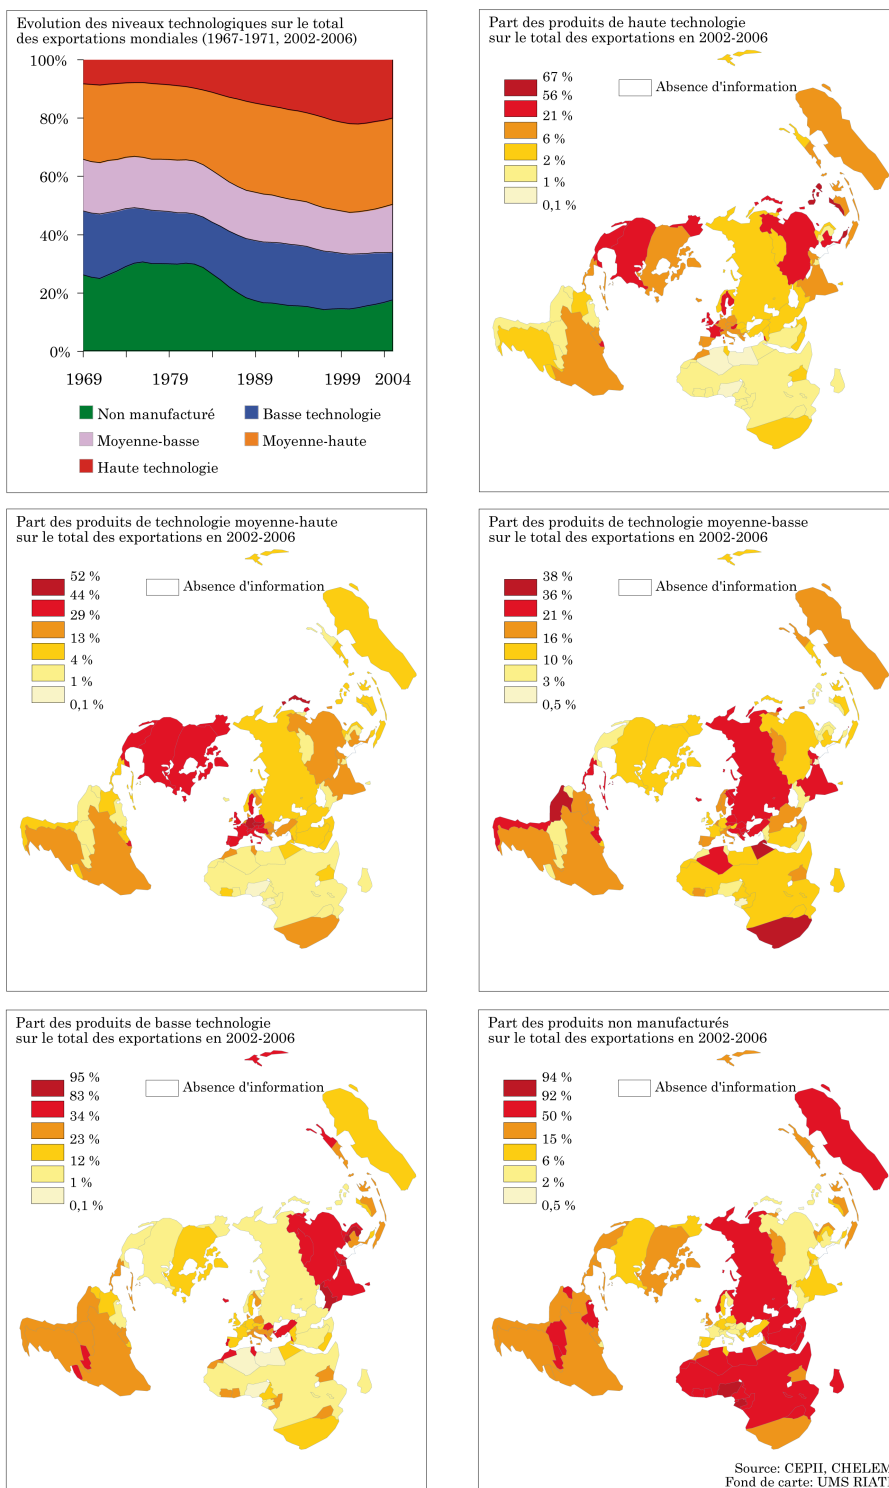 Evolution des niveaux technologiques sur le total
des exportations mondiales (1967-1971, 2002-2006)
100%
80%
60%
40%
20%
0%
1969
1979
1989
1999
2004
Non manufacturé
Basse technologie
Moyenne-basse
Moyenne-haute
Haute technologie
Part des produits de haute technologie
sur le total des exportations en 2002-2006
67 %
56 %
21 %
6 %
2 %
1 %
0,1 %
Absence d'information
Part des produits de technologie moyenne-haute
sur le total des exportations en 2002-2006
52 %
44 %
29 %
13 %
4 %
1 %
0,1 %
Absence d'information
Part des produits de technologie moyenne-basse
sur le total des exportations en 2002-2006
38 %
36 %
21 %
16 %
10 %
3 %
0,5 %
Absence d'information
Part des produits de basse technologie
sur le total des exportations en 2002-2006
95 %
83 %
34 %
23 %
12 %
1 %
0,1 %
Absence d'information
Part des produits non manufacturés
sur le total des exportations en 2002-2006
94 %
92 %
50 %
15 %
6 %
2 %
0,5 %
Absence d'information
Source: CEPII, CHELEM
Fond de carte: UMS